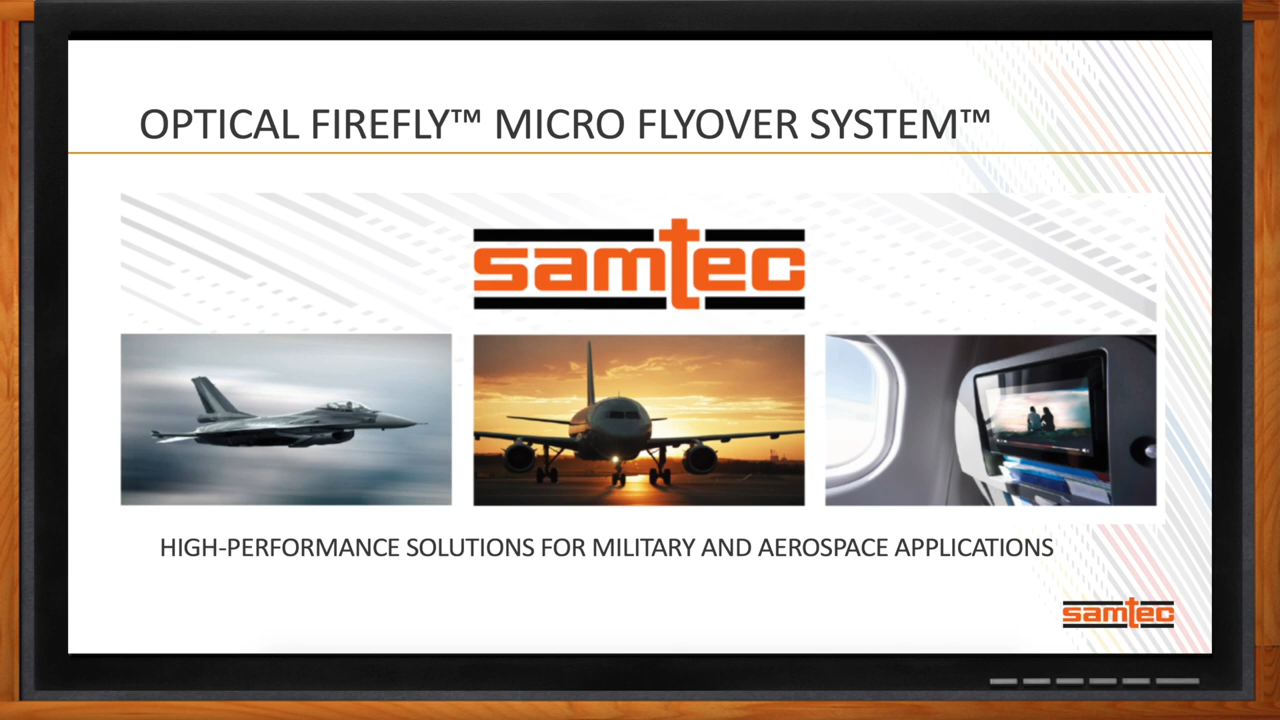 OPTICAL FIREFLY™ MICRO FLYOVER SYSTEM™
samtec
HIGH-PERFORMANCE SOLUTIONS FOR MILITARY AND AEROSPACE APPLICATIONS
samtec